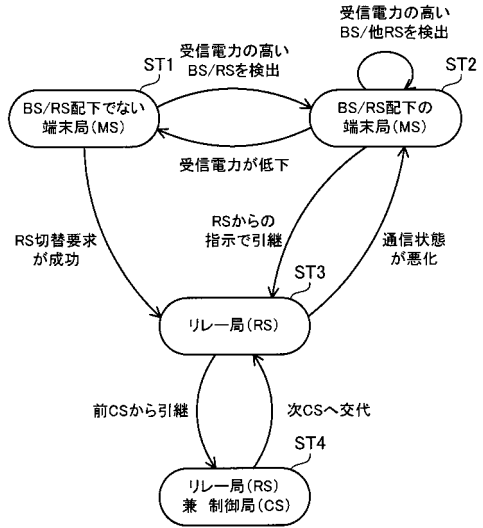 受信電力の高い
BS/他RSを検出
受信電力の高い
BS/RSを検出
ST1
ST2
BS/RS配下でない
端末局(MS)
BS/RS配下の
端末局(MS)
受信電力が低下
RSからの
指示で引継
RS切替要求
が成功
通信状態
が悪化
ST3
リレー局(RS)
前CSから引継
次CSへ交代
ST4
リレー局(RS)
兼 制御局(CS)